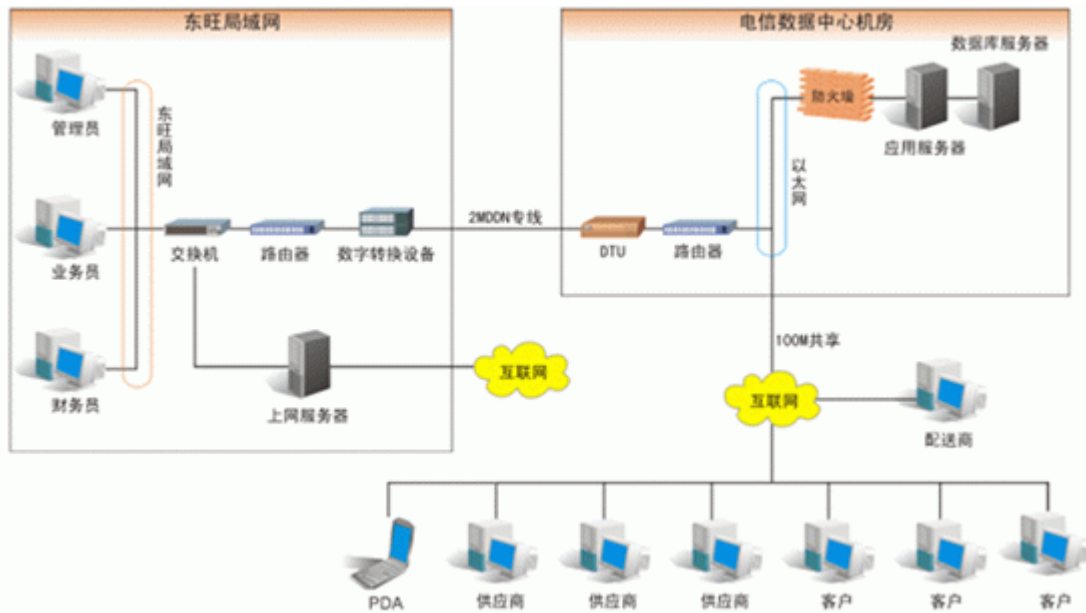 东旺局域网
电信数据中心机房
数据库服务器
防火墙
应用服务器
管理员
东旺局域网
以太网
业务员
交换机
路由器
数字转换设备
2MDDN专线
DTU
路由器
财务员
上网服务器
互联网
100M共享
互联网
配送商
PDA
供应商
供应商
供应商
客户
客户
客户